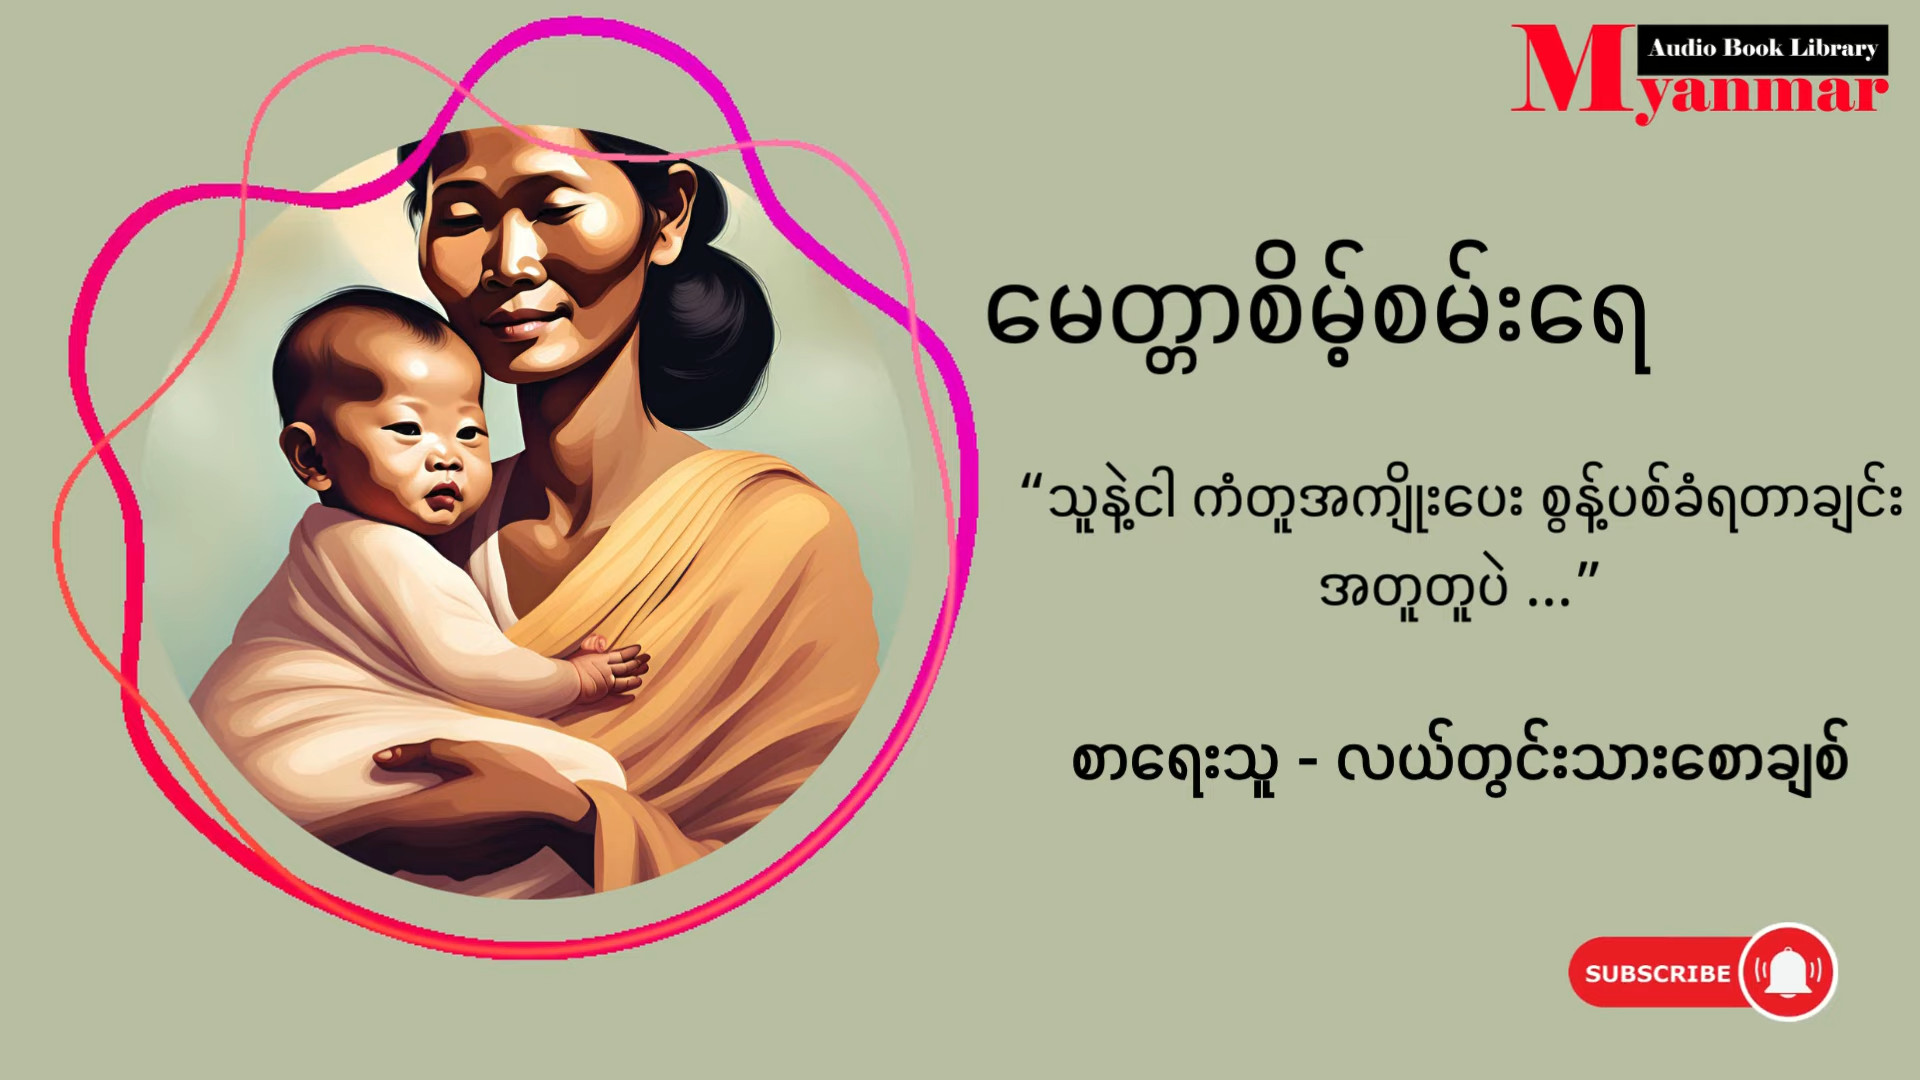 Audio Book Library
Myanmar
မေတ္တာစိမ့်စမ်းရေ
“သူနဲ့ငါ ကံတူအကျိုးပေး စွန့်ပစ်ခံရတာချင်း
အတူတူပဲ ...”
စာရေးသူ - လယ်တွင်းသားစောချစ်
SUBSCRIBE